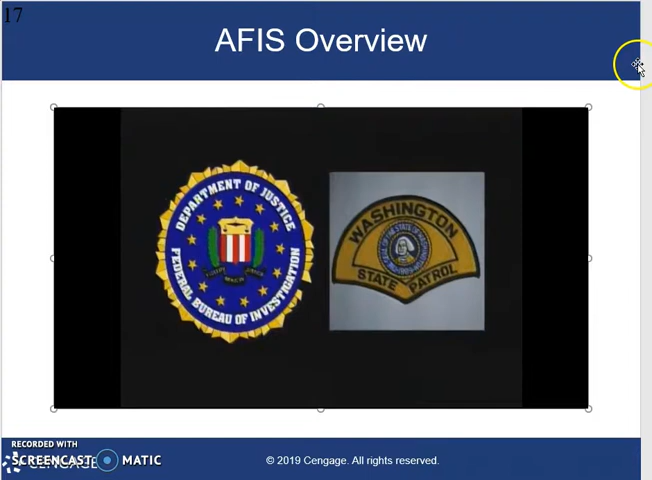 17
AFIS Overview
DEPARTMENT OF JUSTICE
FEDERAL BUREAU OF INVESTIGATION
WASHINGTON
STATE PATROL
RECORDED WITH
SCREENCAST MATIC
CENGAGE
© 2019 Cengage. All rights reserved.